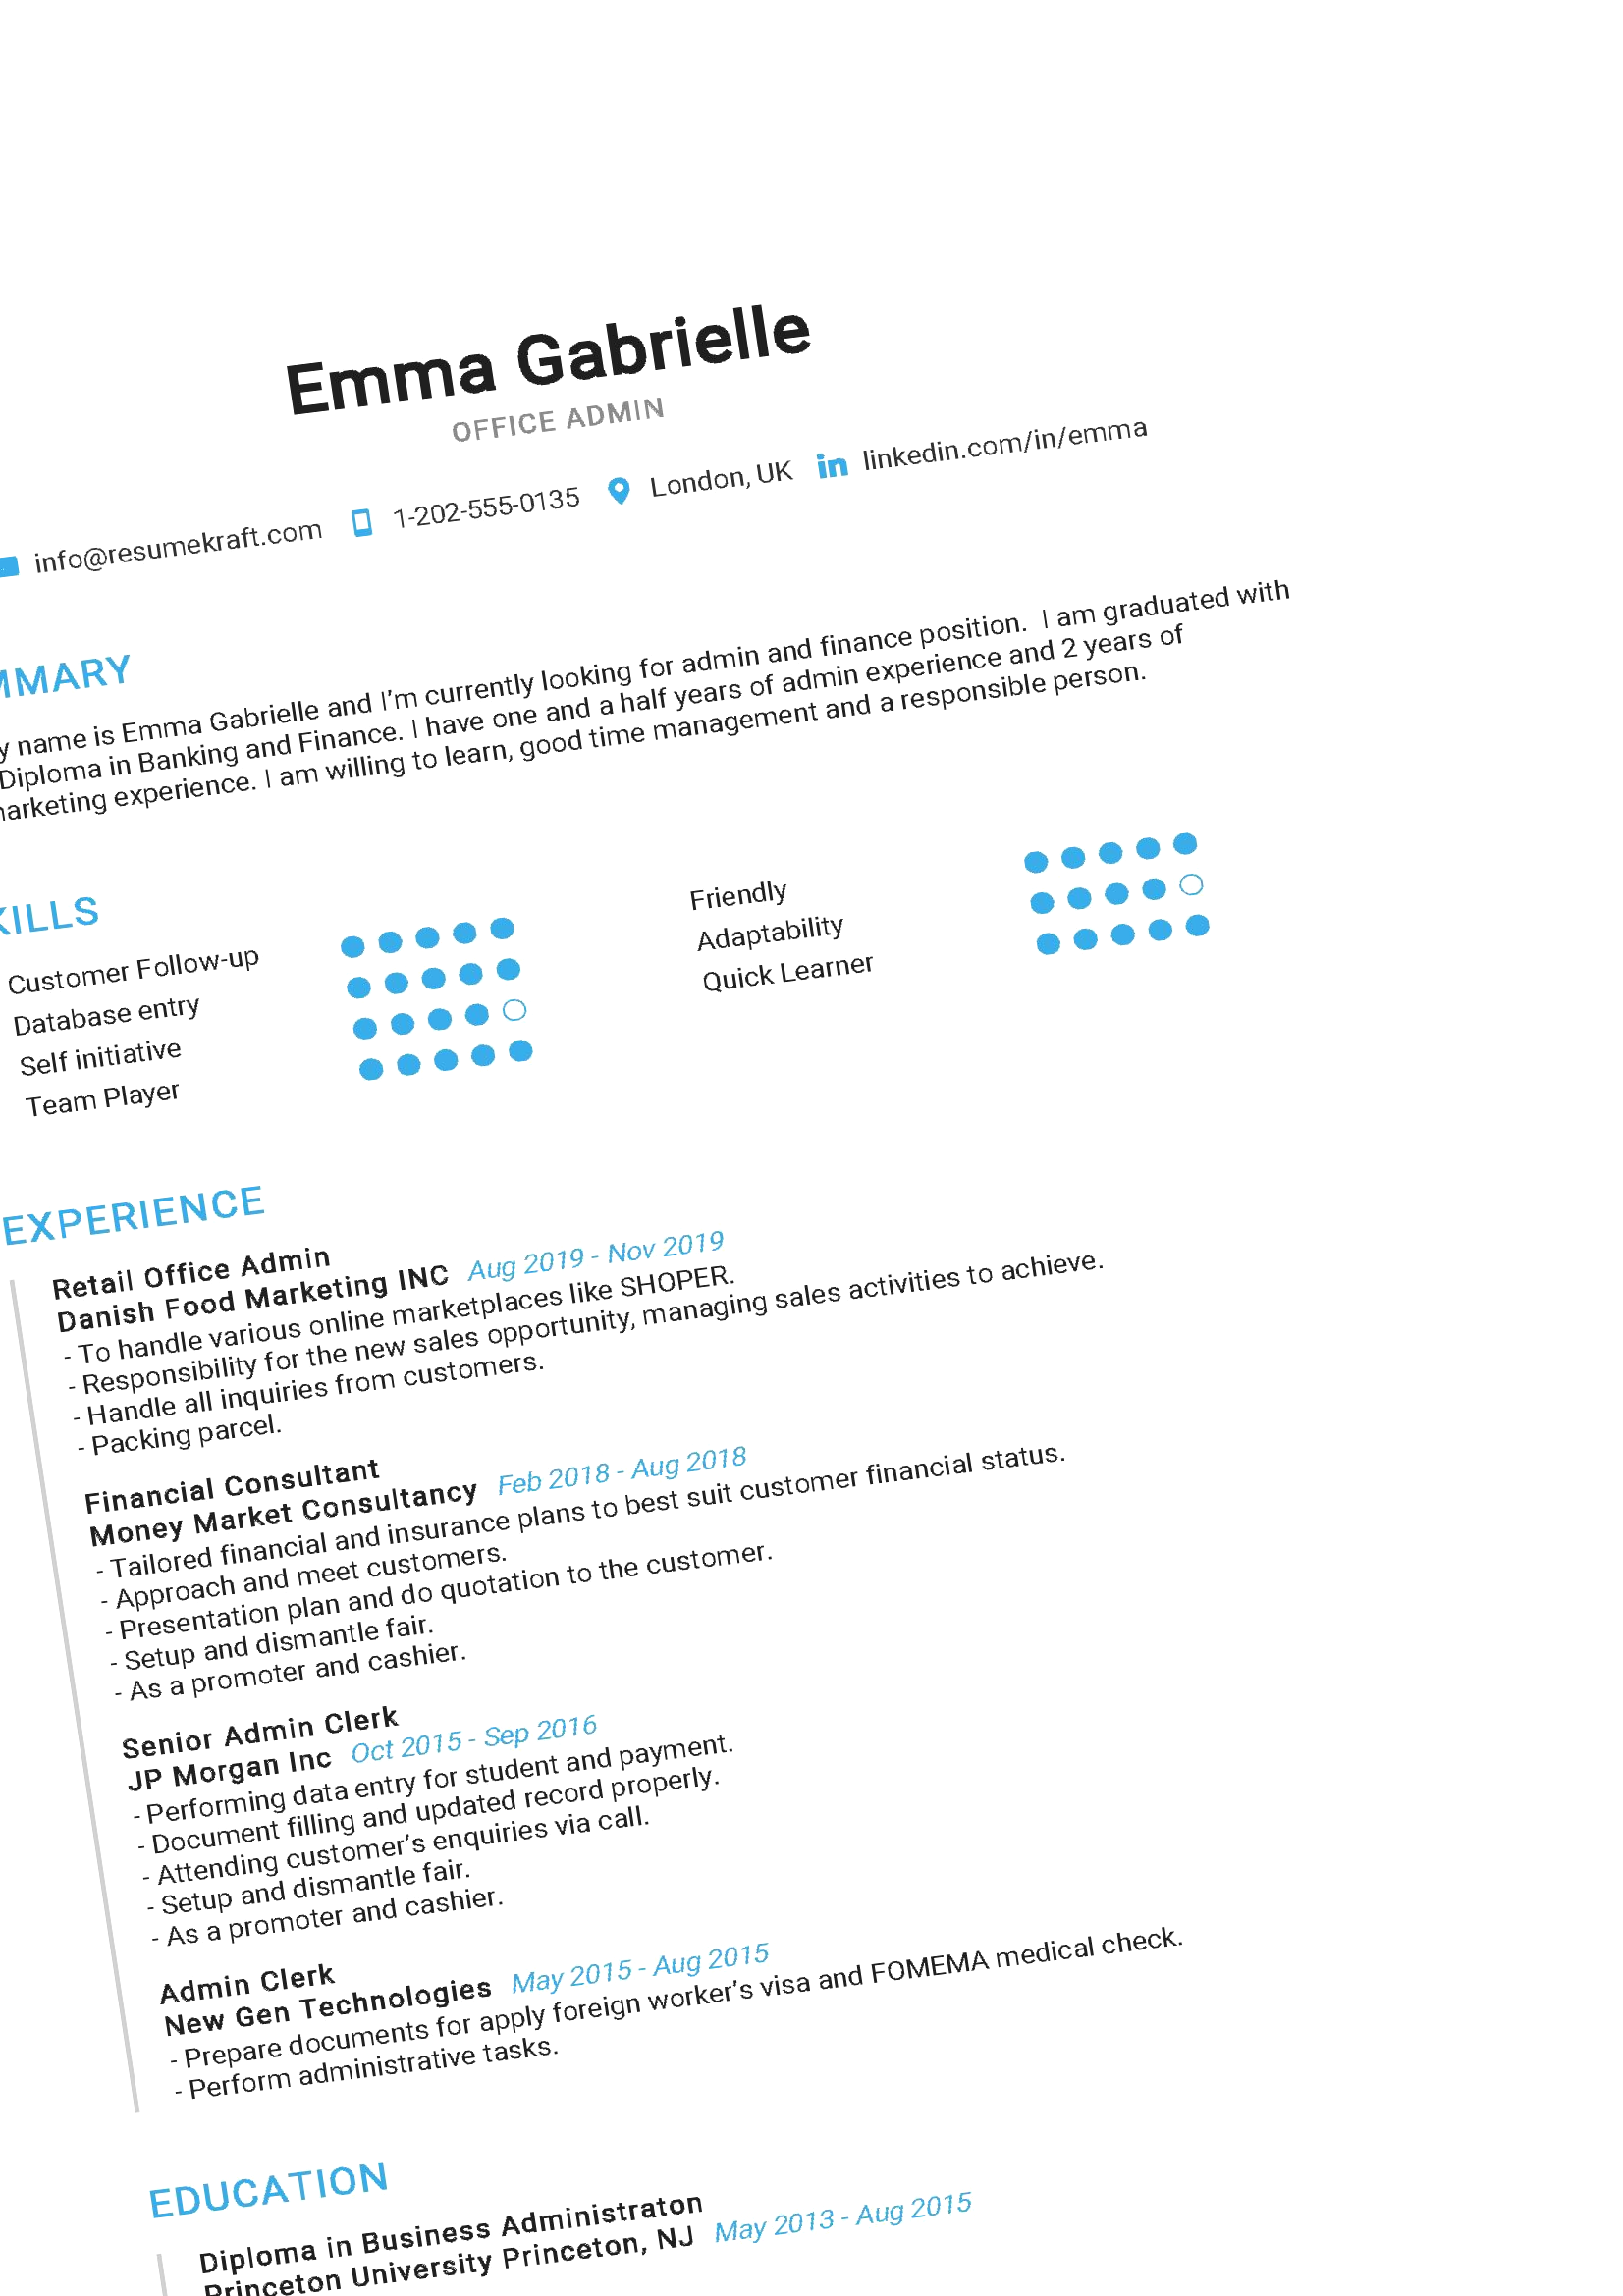 Emma Gabrielle
OFFICE ADMIN
info@resumekraft.com 1-202-555-0135 London, UK linkedin.com/in/emma
MMARY
y name is Emma Gabrielle and I'm currently looking for admin and finance position. I am graduated with
Diploma in Banking and Finance. I have one and a half years of admin experience and 2 years of
arketing experience. I am willing to learn, good time management and a responsible person.
KILLS
Customer Follow-up
Database entry
Self initiative
Team Player
Friendly
Adaptability
Quick Learner
EXPERIENCE
Retail Office Admin
Danish Food Marketing INC Aug 2019 - Nov 2019
- To handle various online marketplaces like SHOPER.
- Responsibility for the new sales opportunity, managing sales activities to achieve.
- Handle all inquiries from customers.
- Packing parcel.
Financial Consultant
Money Market Consultancy Feb 2018 - Aug 2018
- Tailored financial and insurance plans to best suit customer financial status.
- Approach and meet customers.
- Presentation plan and do quotation to the customer.
- Setup and dismantle fair.
- As a promoter and cashier.
Senior Admin Clerk
JP Morgan Inc Oct 2015 - Sep 2016
- Performing data entry for student and payment.
- Document filling and updated record properly.
- Attending customer's enquiries via call.
- Setup and dismantle fair.
- As a promoter and cashier.
Admin Clerk
New Gen Technologies May 2015 - Aug 2015
- Prepare documents for apply foreign worker's visa and FOMEMA medical check.
- Perform administrative tasks.
EDUCATION
Diploma in Business Administraton
Princeton University Princeton, NJ May 2013 - Aug 2015